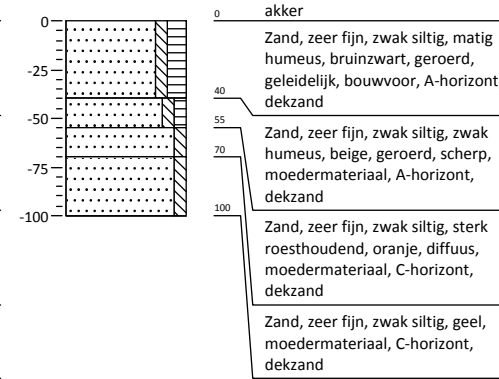 0
-25
-50
-75
-100
0
40
55
70
100
akker
Zand, zeer fijn, zwak siltig, matig
humeus, bruinzwart, geroerd,
geleidelijk, bouwvoor, A-horizont,
dekzand
Zand, zeer fijn, zwak siltig, zwak
humeus, beige, geroerd, scherp,
moedermateriaal, A-horizont,
dekzand
Zand, zeer fijn, zwak siltig, sterk
roesthoudend, oranje, diffuus,
moedermateriaal, C-horizont,
dekzand
Zand, zeer fijn, zwak siltig, geel,
moedermateriaal, C-horizont,
dekzand